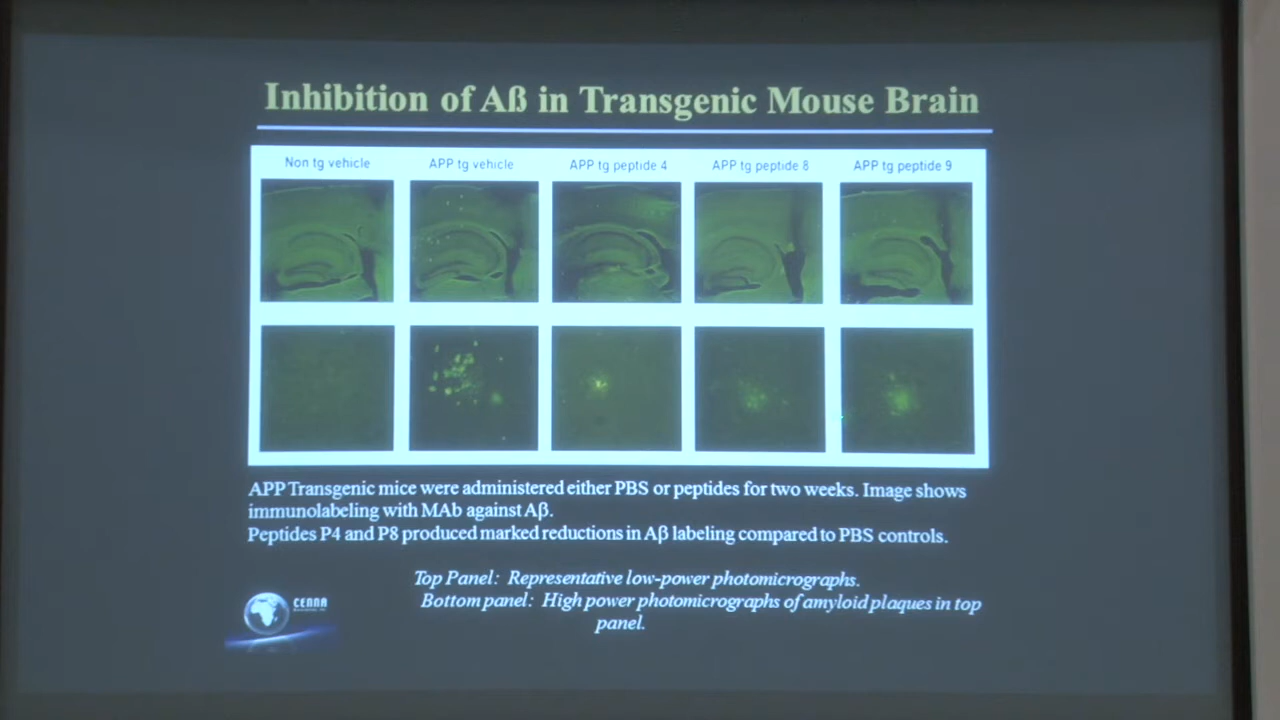 Inhibition of Aß in Transgenic Mouse Brain
Non tg vehicle
APP tg vehicle
APP tg peptide 4
APP tg peptide 8
APP tg peptide 9
APP Transgenic mice were administered either PBS or peptides for two weeks. Image shows
immunolabeling with MAb against Aβ.
Peptides P4 and P8 produced marked reductions in Aβ labeling compared to PBS controls.
Top Panel: Representative low-power photomicrographs.
Bottom panel: High power photomicrographs of amyloid plaques in top
panel.
CENNA